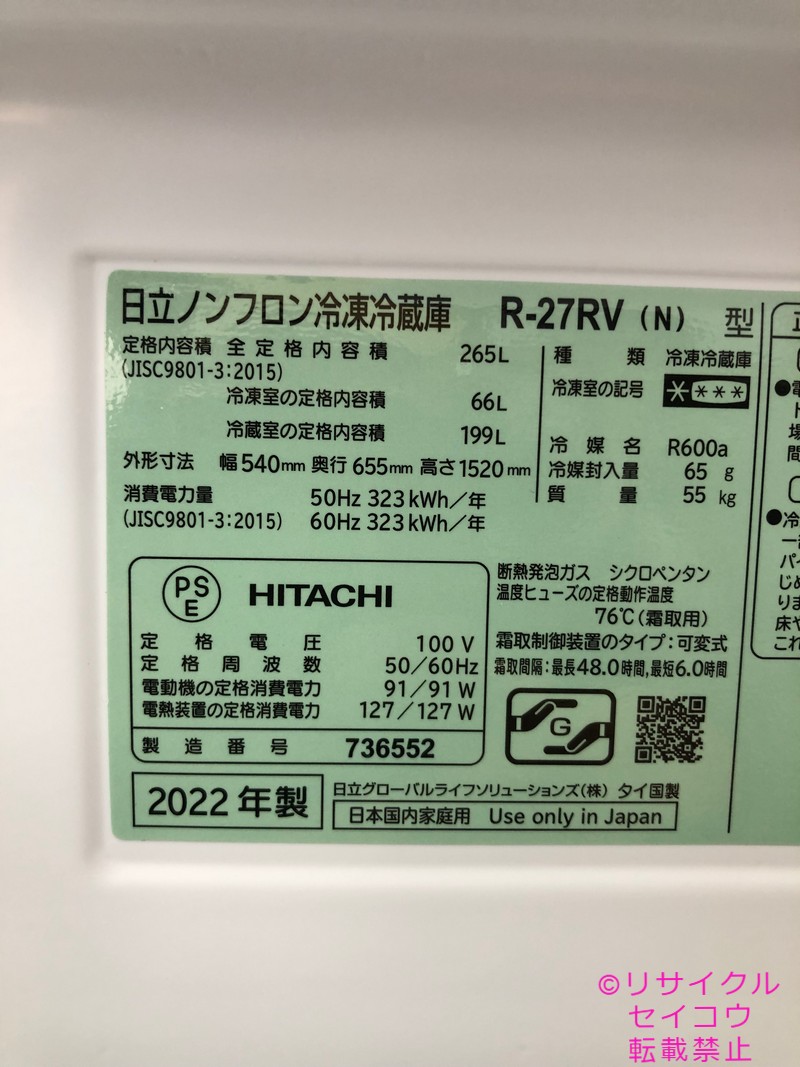 日立ノンフロン冷凍冷蔵庫 R-27RV (N) 型
定格内容積 全定格内容積 265L
(JISC9801-3:2015)
冷凍室の定格内容積 66L
冷蔵室の定格内容積 199L
外形寸法 幅540mm 奥行655mm 高さ1520mm
消費電力量 50Hz 323kWh/年
(JISC9801-3:2015) 60Hz 323kWh/年
種類 冷凍冷蔵庫
冷凍室の記号 ****
冷媒名 R600a
冷媒封入量 65 g
質量 55 kg
PSE HITACHI
定格電圧 100 V
定格周波数 50/60Hz
電動機の定格消費電力 91/91 W
電熱装置の定格消費電力 127/127 W
製造番号 736552
断熱発泡ガス シクロペンタン
温度ヒューズの定格動作温度
76℃(霜取用)
霜取制御装置のタイプ:可変式
霜取間隔:最長48.0時間,最短6.0時間
G
2022年製
日立グローバルライフソリューションズ(株) タイ国製
日本国内家庭用 Use only in Japan
●冷
パイ
じめ
りま
床や
これ
©リサイクル
セイコウ
転載禁止